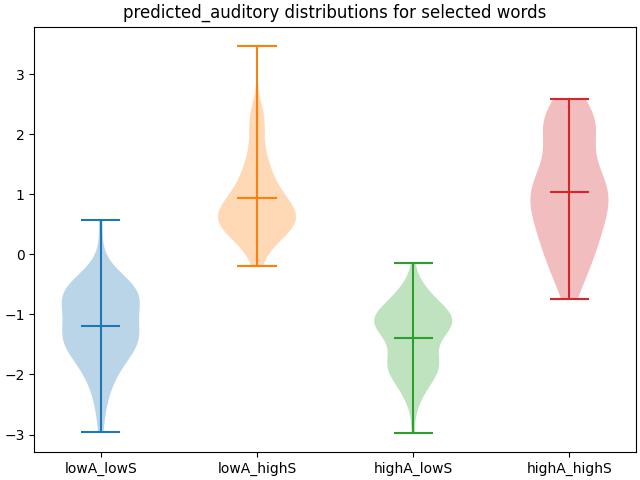 predicted_auditory distributions for selected words
3
2
1
0
−1
−2
−3
lowA_lowS
lowA_highS
highA_lowS
highA_highS